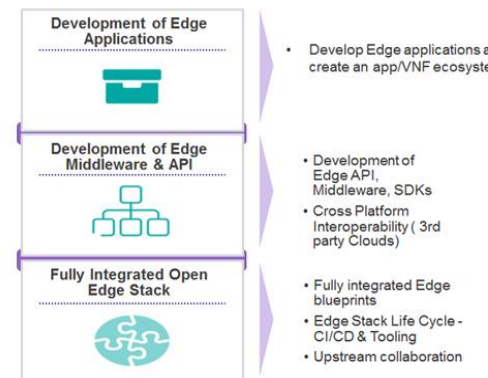 Development of Edge
Applications
• Develop Edge applications
create an app/VNF
Development of Edge
Middleware & API
• Development of
Edge API,
Middleware, SDKs
• Cross Platform
Interoperability ( 3rd
party Clouds)
Fully Integrated Open
Edge Stack
• Fully integrated Edge
blueprints
• Edge Stack Life Cycle -
CI/CD & Tooling
• Upstream collaboration